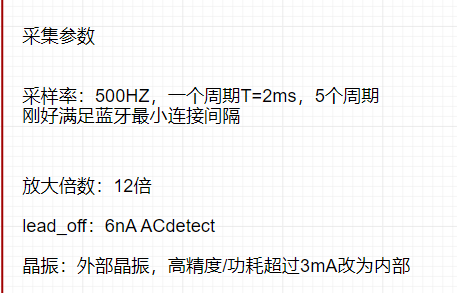 采集参数
采样率：500HZ，一个周期T=2ms，5个周期
刚好满足蓝牙最小连接间隔
放大倍数：12倍
lead_off：6nA ACdetect
晶振：外部晶振，高精度/功耗超过3mA改为内部